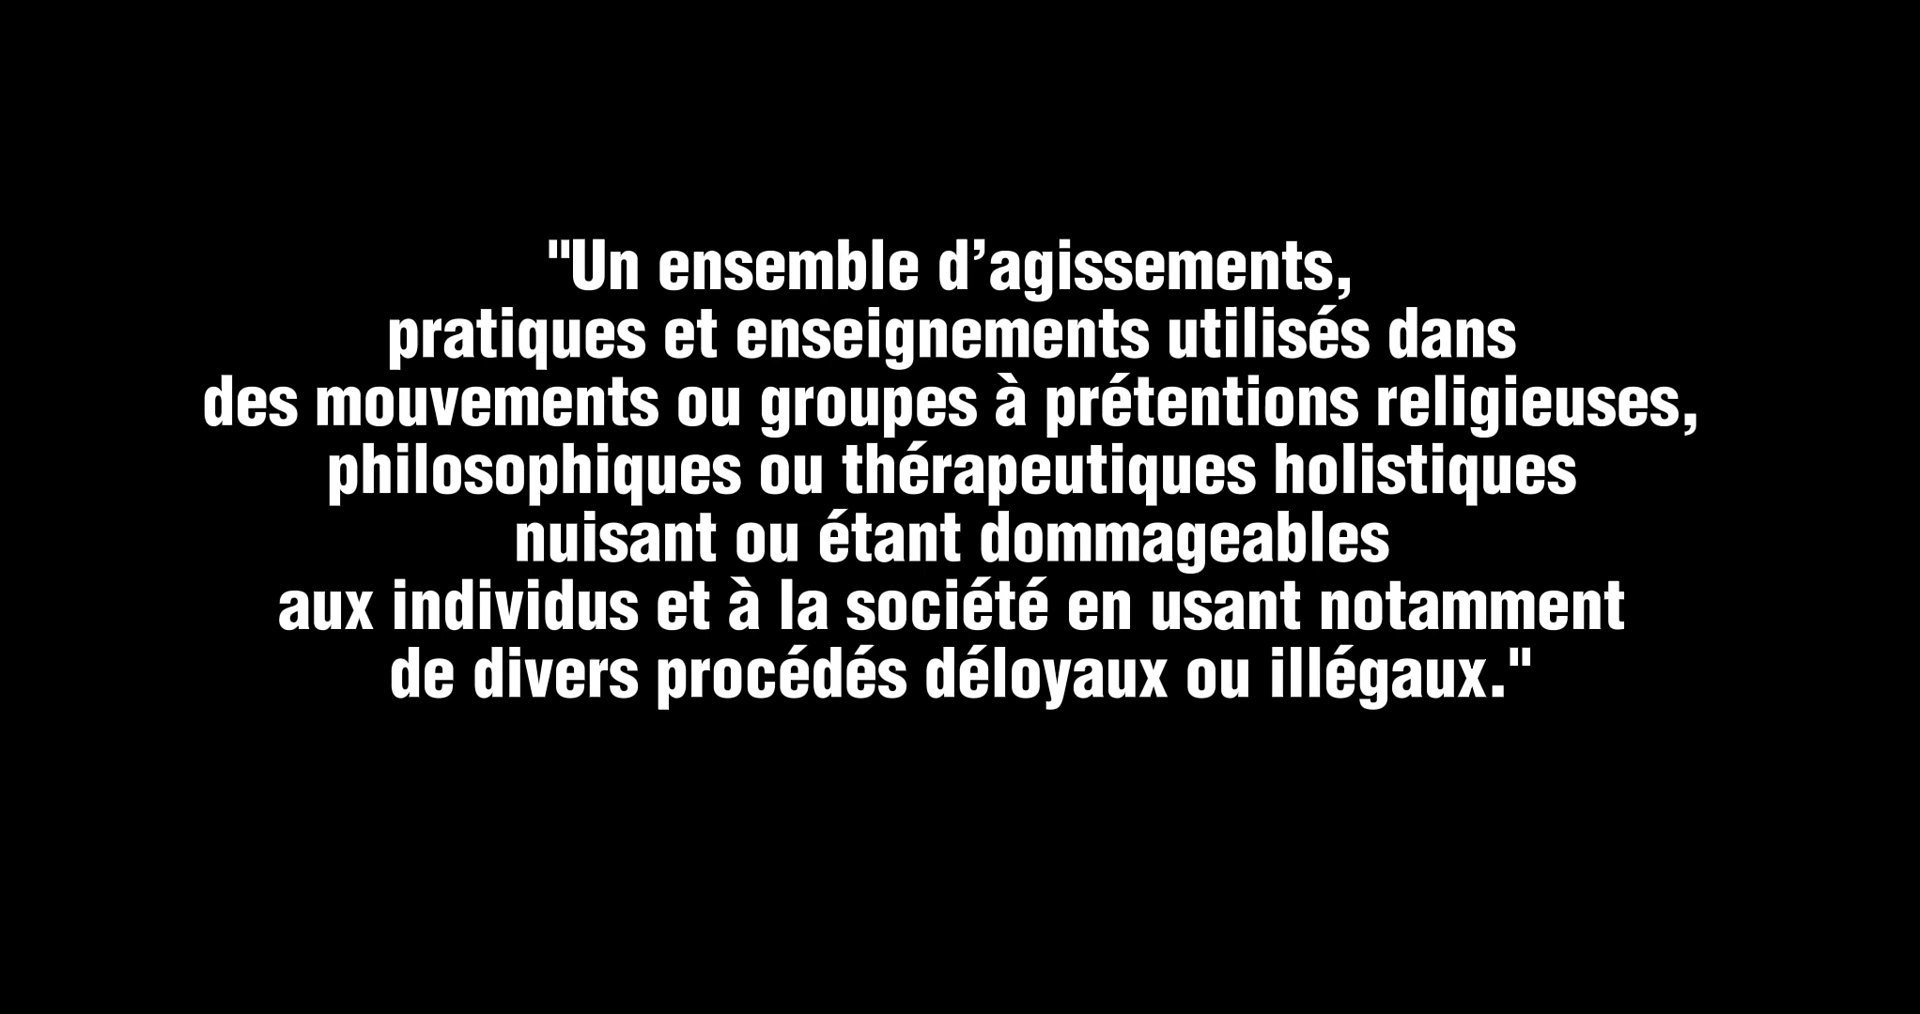 "Un ensemble d’agissements,
pratiques et enseignements utilisés dans
des mouvements ou groupes à prétentions religieuses,
philosophiques ou thérapeutiques holistiques
nuisant ou étant dommageables
aux individus et à la société en usant notamment
de divers procédés déloyaux ou illégaux."